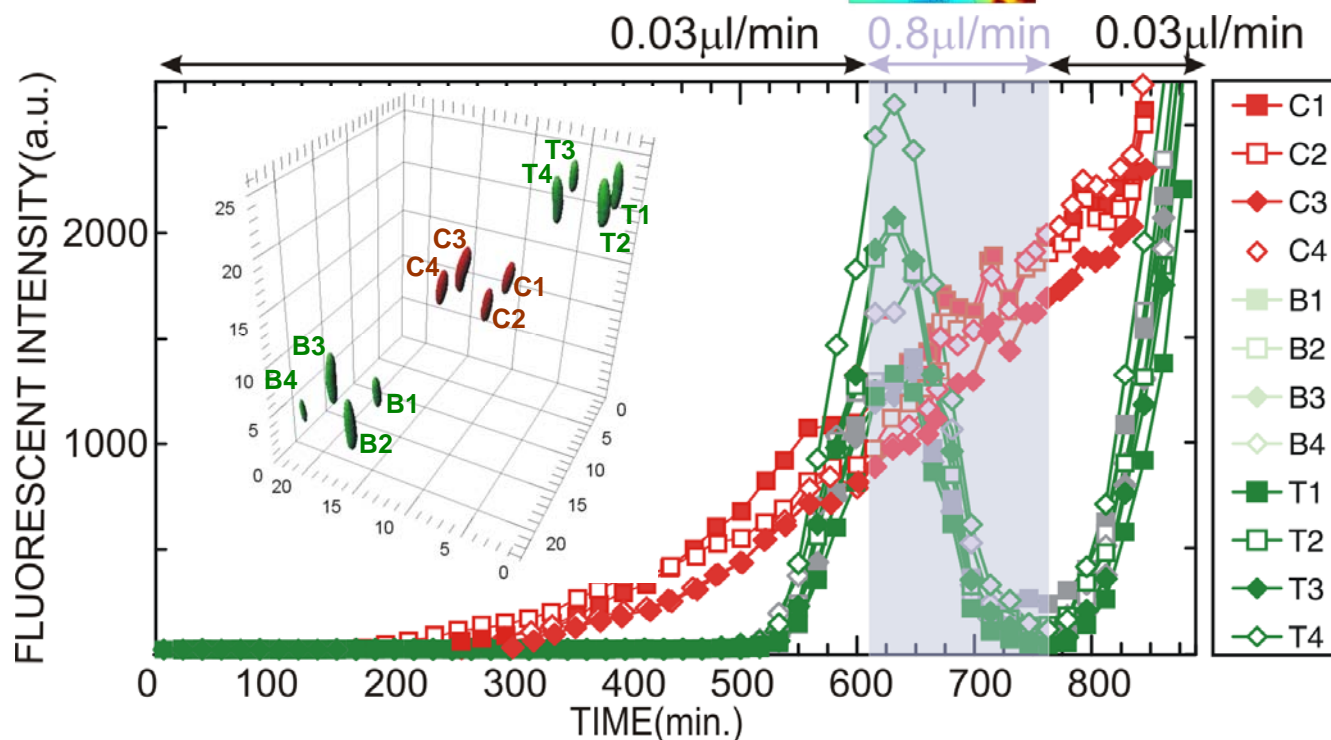 0.03µl/min 0.8µl/min 0.03µl/min
FLUORESCENT INTENSITY(a.u.)
2000
1000
0 100 200 300 400 500 600 700 800
TIME(min.)
T3
T4
T1
T2
C3
C4
C1
C2
B3
B4
B1
B2
25
20
15
10
5
0
20
15
10
5
0
0
5
10
15
20
C1
C2
C3
C4
B1
B2
B3
B4
T1
T2
T3
T4